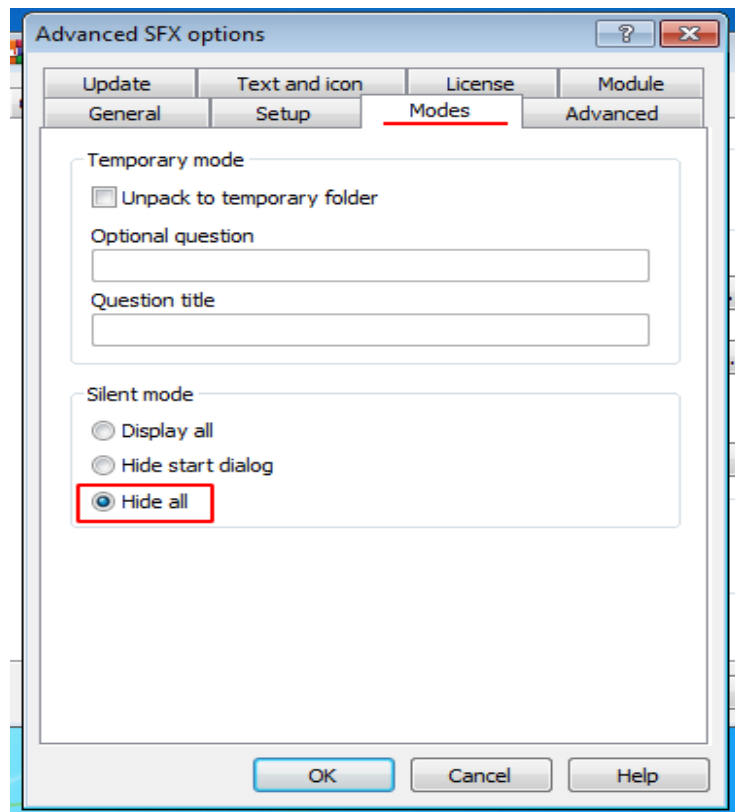 Advanced SFX options
Update Text and icon License Module
General Setup Modes Advanced
Temporary mode
Unpack to temporary folder
Optional question
Question title
Silent mode
Display all
Hide start dialog
Hide all
OK Cancel Help